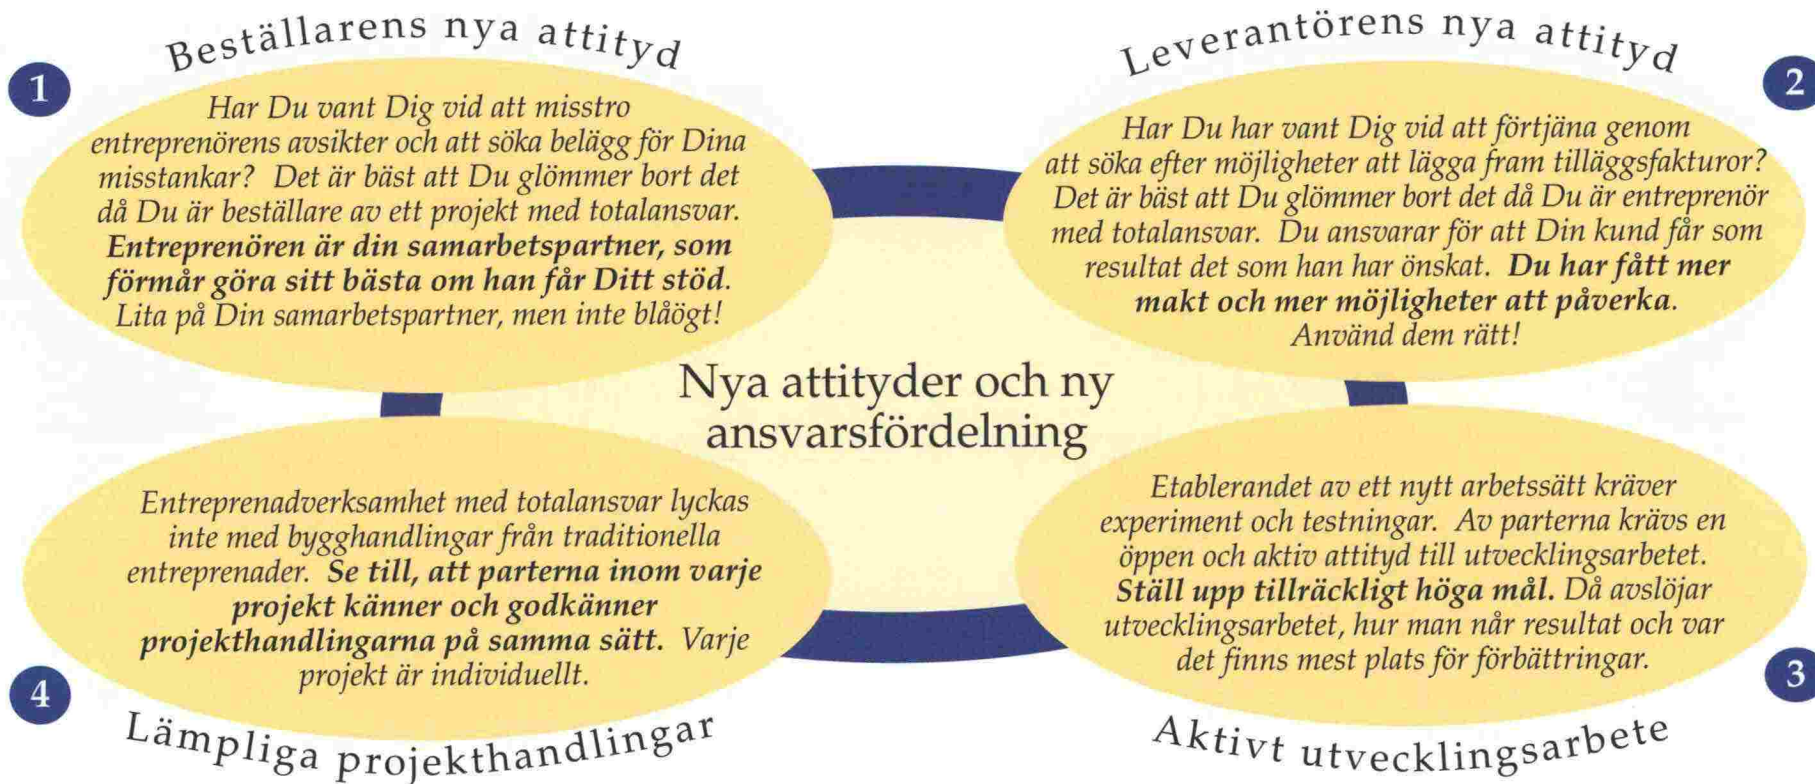 Beställarens nya attityd
1
Har Du vant Dig vid att misstro
entreprenörens avsikter och att söka belägg för Dina
misstankar? Det är bäst att Du glömmer bort det
då Du är beställare av ett projekt med totalansvar.
Entreprenören är din samarbetspartner, som
förmår göra sitt bästa om han får Ditt stöd.
Lita på Din samarbetspartner, men inte blåögt!
Leverantörens nya attityd
2
Har Du har vant Dig vid att förtjäna genom
att söka efter möjligheter att lägga fram tilläggsfakturor?
Det är bäst att Du glömmer bort det då Du är entreprenör
med totalansvar. Du ansvarar för att Din kund får som
resultat det som han har önskat. Du har fått mer
makt och mer möjligheter att påverka.
Använd dem rätt!
Nya attityder och ny
ansvarsfördelning
Entreprenadverksamhet med totalansvar lyckas
inte med bygghandlingar från traditionella
entreprenader. Se till, att parterna inom varje
projekt känner och godkänner
projekthandlingarna på samma sätt. Varje
projekt är individuellt.
4
Lämpliga projekthandlingar
Etablerandet av ett nytt arbetssätt kräver
experiment och testningar. Av parterna krävs en
öppen och aktiv attityd till utvecklingsarbetet.
Ställ upp tillräckligt höga mål. Då avslöjar
utvecklingsarbetet, hur man når resultat och var
det finns mest plats för förbättringar.
3
Aktivt utvecklingsarbete